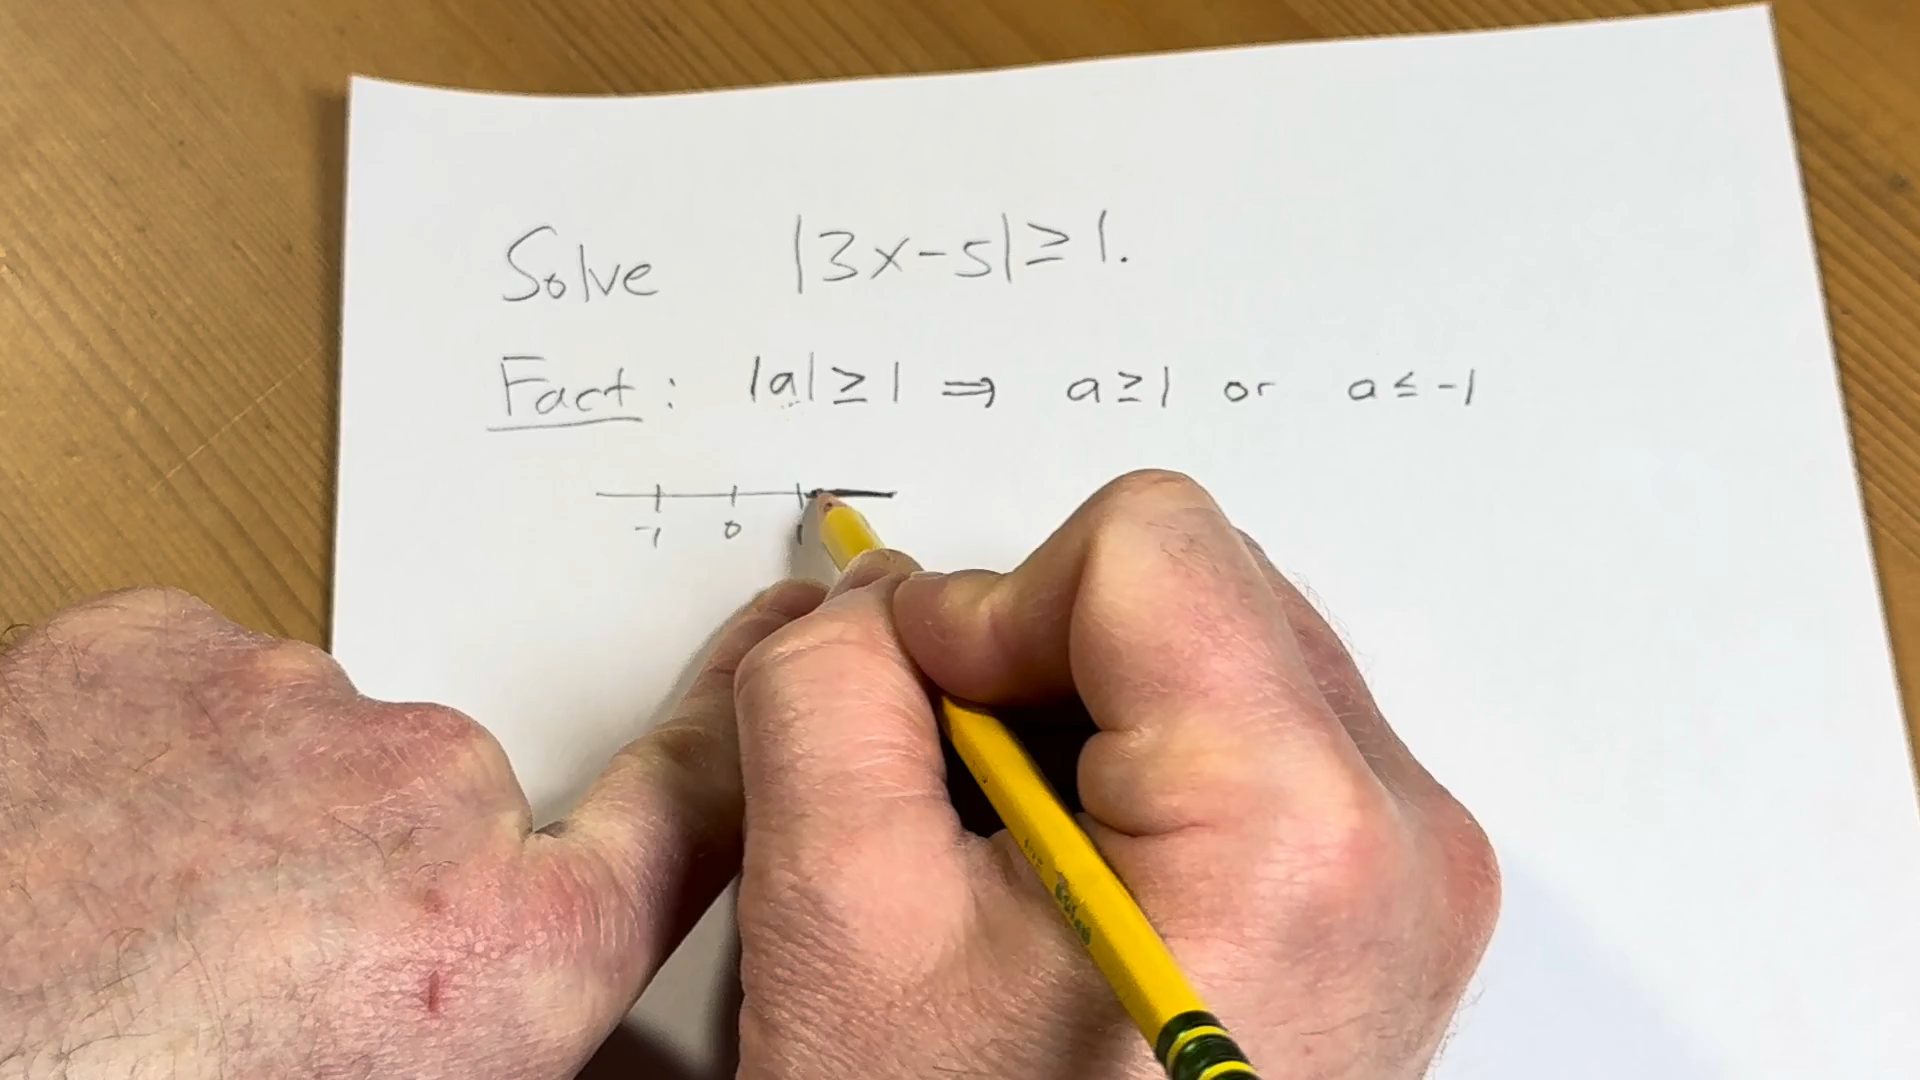 Solve |3x-5|≥1.
Fact: |a|≥1 ⇒ a≥1 or a≤-1
-1 0 1